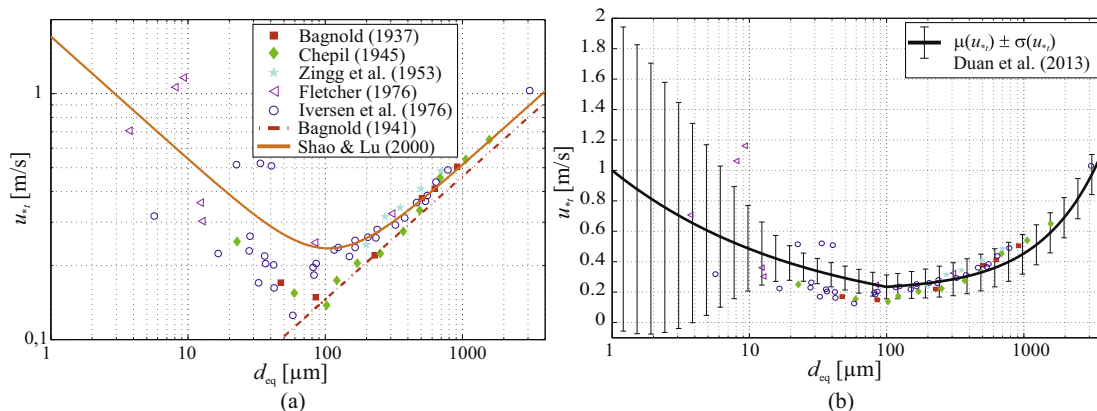 Bagnold (1937)
Chepil (1945)
Zingg et al. (1953)
Fletcher (1976)
Iversen et al. (1976)
Bagnold (1941)
Shao & Lu (2000)
1
0,1
u*t [m/s]
1 10 100 1000
d_eq [µm]
(a)
µ(u*t) ± σ(u*t)
Duan et al. (2013)
2
1.8
1.6
1.4
1.2
1
0.8
0.6
0.4
0.2
0
u*t [m/s]
1 10 100 1000
d_eq [µm]
(b)